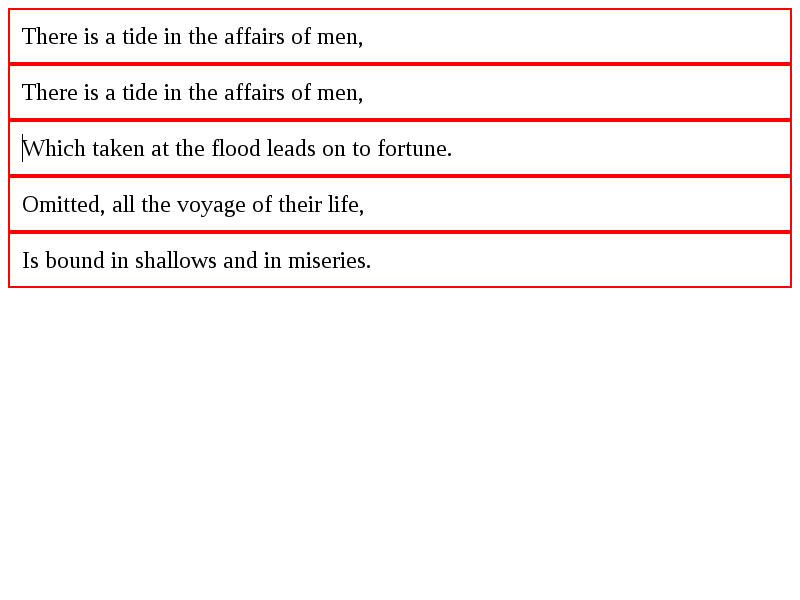 There is a tide in the affairs of men,
There is a tide in the affairs of men,
Which taken at the flood leads on to fortune.
Omitted, all the voyage of their life,
Is bound in shallows and in miseries.